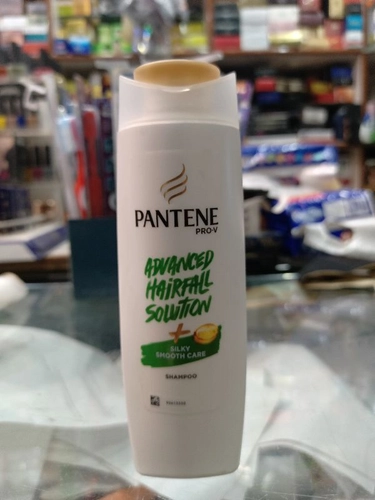 PANTENE
PRO-V
ADVANCED
HAiRFALL
SOLUTiON
+
SILKY
SMOOTH CARE
SHAMPOO